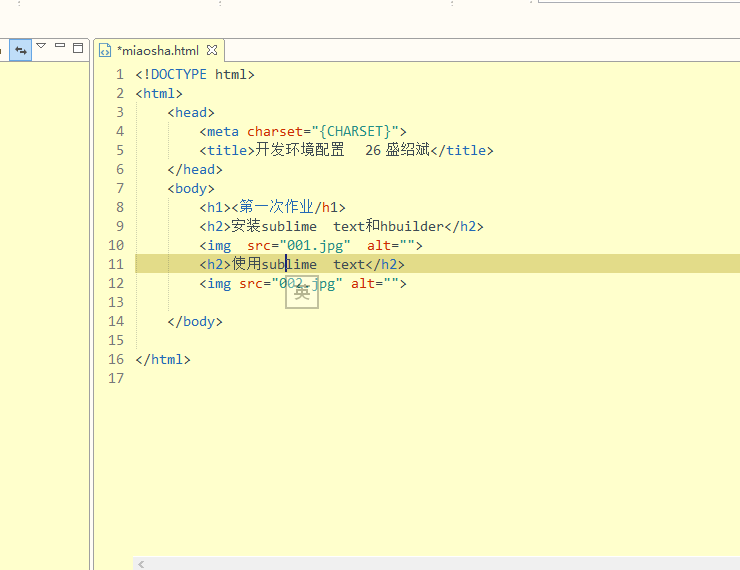 *miaosha.html
1 <!DOCTYPE html>
2 <html>
3 <head>
4 <meta charset="{CHARSET}">
5 <title>开发环境配置  26盛绍斌</title>
6 </head>
7 <body>
8 <h1><第一次作业/h1>
9 <h2>安装sublime  text和hbuilder</h2>
10 <img  src="001.jpg"  alt="">
11 <h2>使用sublime  text</h2>
12 <img src="002.jpg" alt="">
英
13
14 </body>
15
16 </html>
17